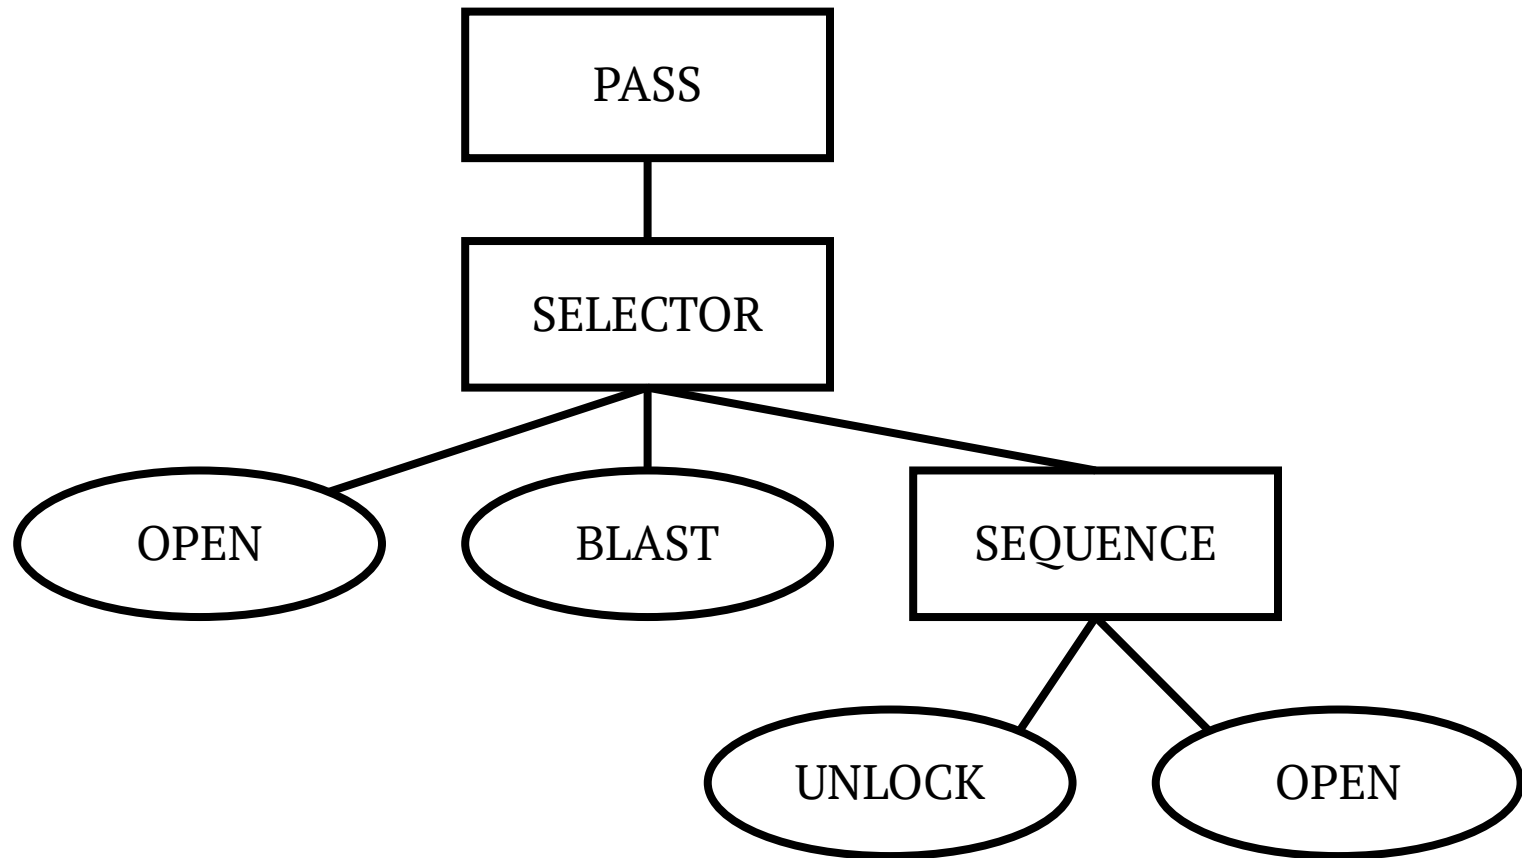 PASS
SELECTOR
OPEN
BLAST
SEQUENCE
UNLOCK
OPEN